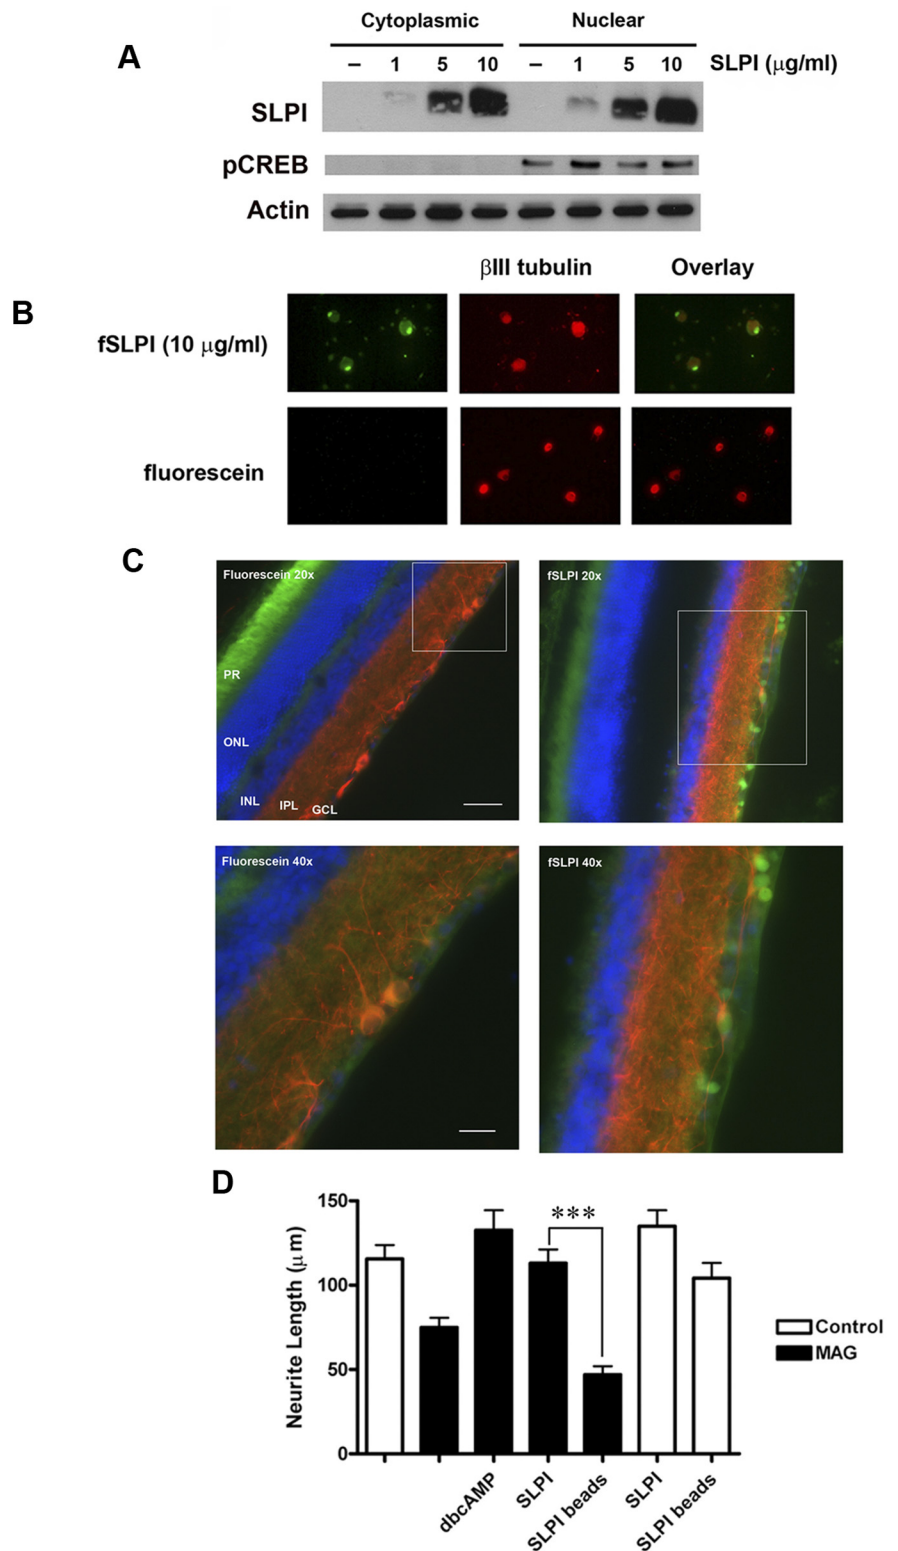 Cytoplasmic Nuclear
A
– 1 5 10 – 1 5 10 SLPI (μg/ml)
SLPI
pCREB
Actin
βIII tubulin Overlay
B
fSLPI (10 μg/ml)
fluorescein
C
Fluorescein 20x fSLPI 20x
PR
ONL
INL IPL GCL
Fluorescein 40x fSLPI 40x
D
Neurite Length (μm)
150
100
50
0
***
Control
MAG
dbcAMP SLPI SLPI beads SLPI SLPI beads